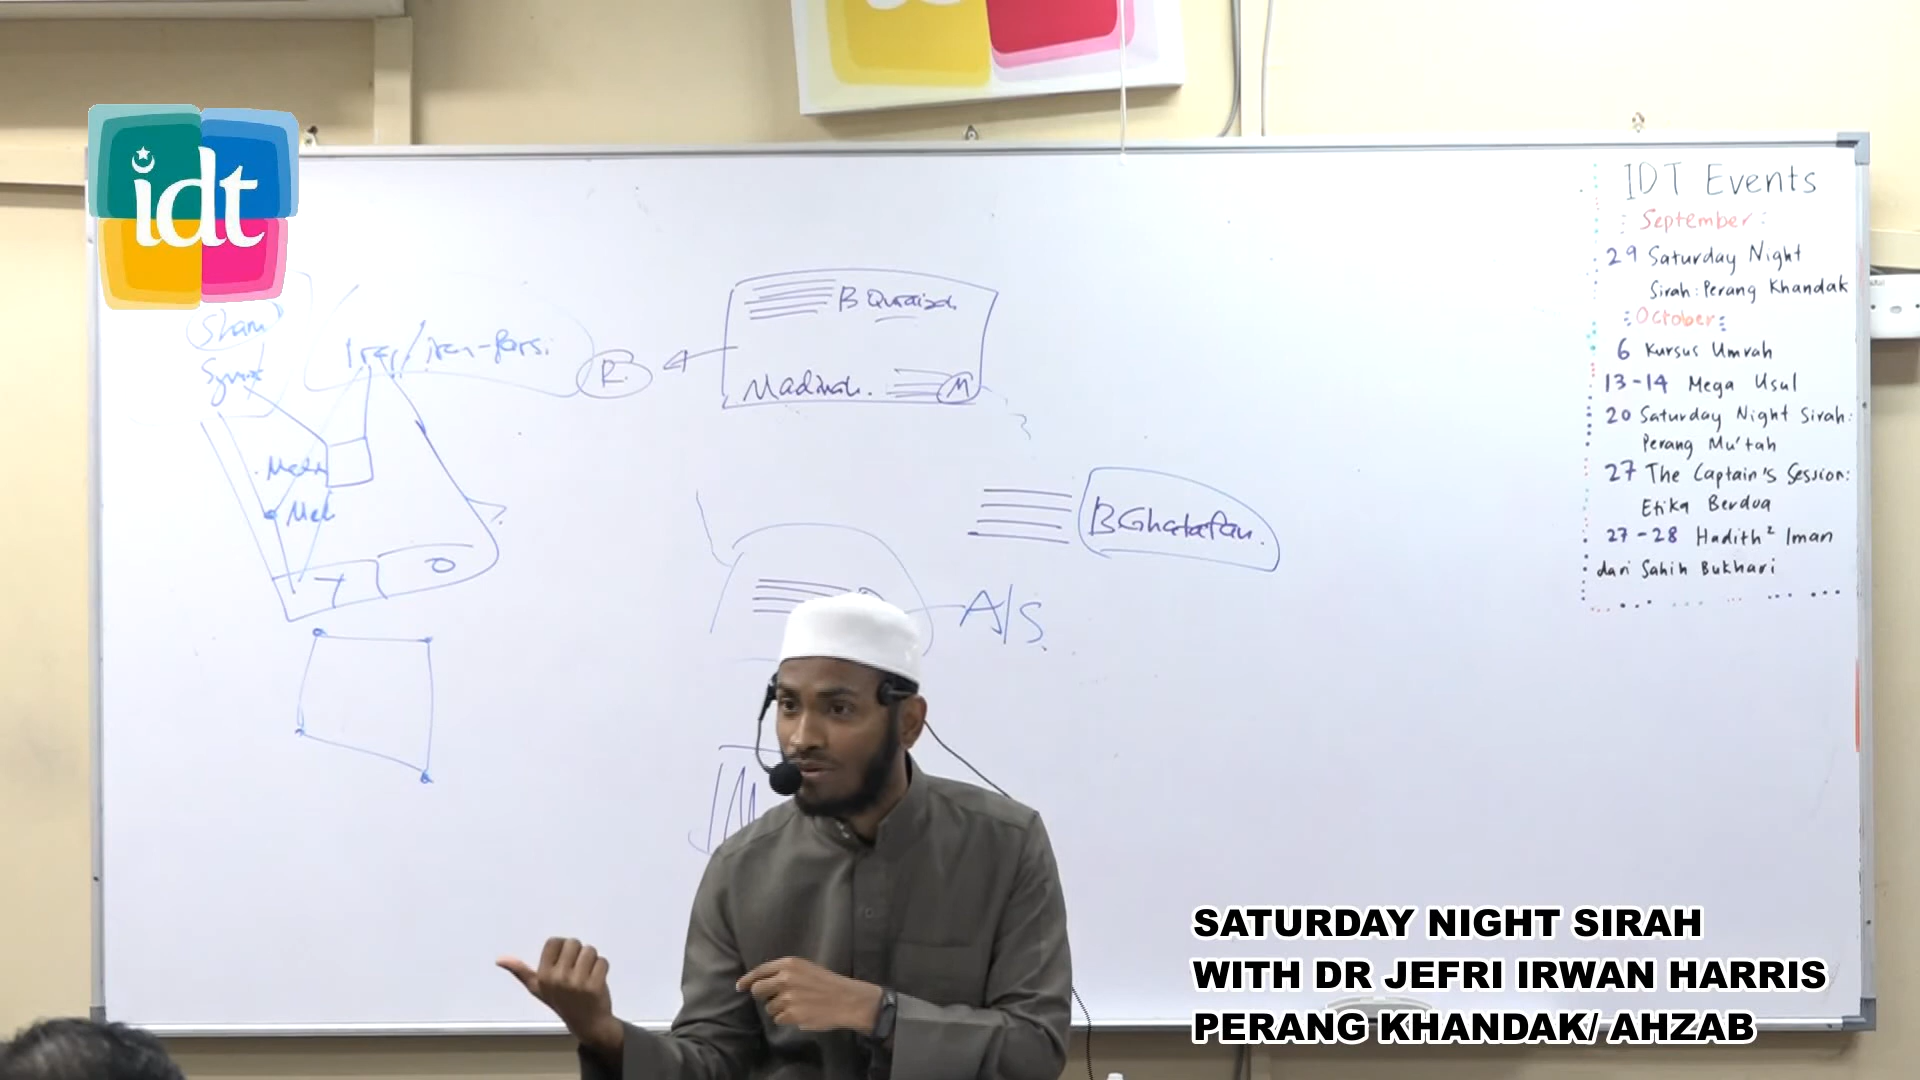 idt
Sham
Syria
Iraq / Iran-Parsi
R
B Quraizah
Madinah.
M
Mel
Y
O
B Ghatafan.
A/S.
IDT Events
: September :
29 Saturday Night
Sirah: Perang Khandak
: October :
6 Kursus Umrah
13-14 Mega Usul
20 Saturday Night Sirah:
Perang Mu'tah
27 The Captain's Session:
Etika Berdoa
27-28 Hadith² Iman
dari Sahih Bukhari
SATURDAY NIGHT SIRAH
WITH DR JEFRI IRWAN HARRIS
PERANG KHANDAK/ AHZAB